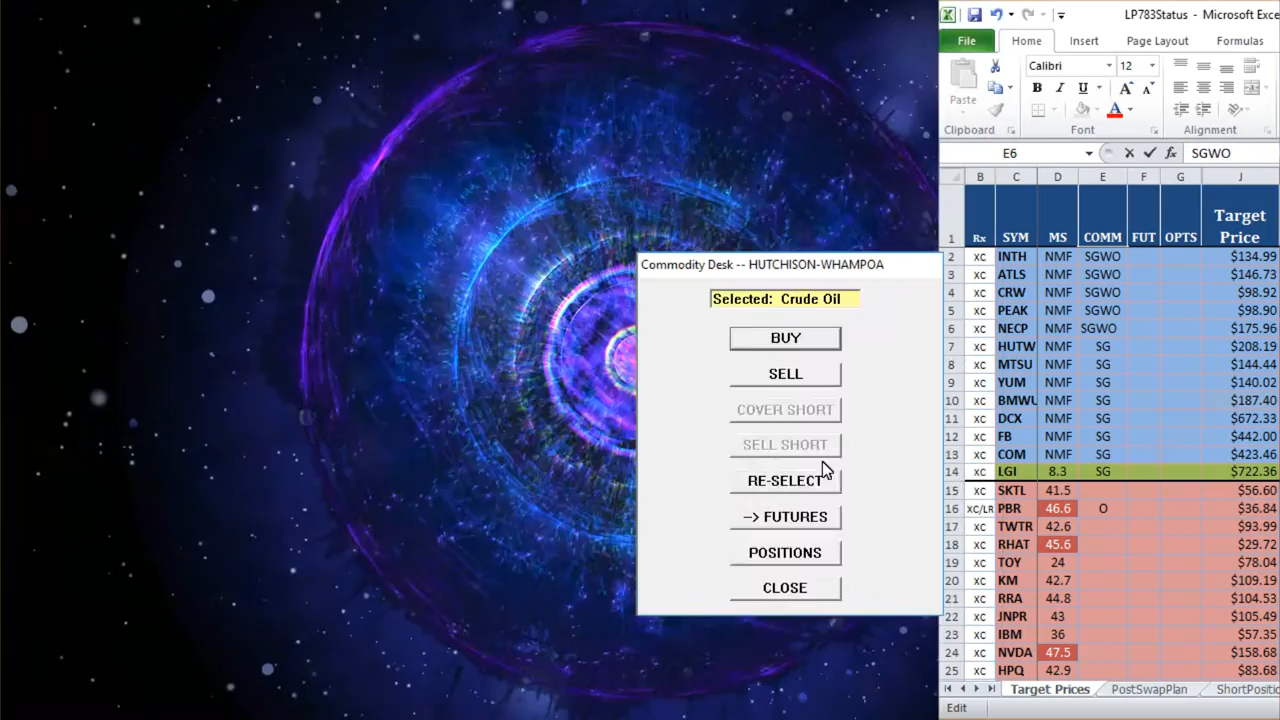 LP783Status - Microsoft Exce
File Home Insert Page Layout Formulas
Calibri 12
Paste
B I U A A
Clipboard Font Alignment
E6 SGWO
B C D E F G J
1 Rx SYM MS COMM FUT OPTS Target Price
2 XC INTH NMF SGWO $134.99
3 XC ATLS NMF SGWO $146.73
4 XC CRW NMF SGWO $98.92
5 XC PEAK NMF SGWO $98.90
6 XC NECP NMF SGWO $175.96
7 XC HUTW NMF SG $208.19
8 XC MTSU NMF SG $144.44
9 XC YUM NMF SG $140.02
10 XC BMWU NMF SG $187.40
11 XC DCX NMF SG $672.33
12 XC FB NMF SG $442.00
13 XC COM NMF SG $423.46
14 XC LGI 8.3 SG $722.36
15 XC SKTL 41.5 $56.60
16 XC/LR PBR 46.6 O $36.84
17 XC TWTR 42.6 $93.99
18 XC RHAT 45.6 $29.72
19 XC TOY 24 $78.04
20 XC KM 42.7 $109.19
21 XC RRA 44.8 $104.53
22 XC JNPR 43 $105.49
23 XC IBM 36 $57.35
24 XC NVDA 47.5 $158.68
25 XC HPQ 42.9 $83.68
Target Prices PostSwapPlan ShortPositio
Edit
Commodity Desk -- HUTCHISON-WHAMPOA
Selected: Crude Oil
BUY
SELL
COVER SHORT
SELL SHORT
RE-SELECT
--> FUTURES
POSITIONS
CLOSE